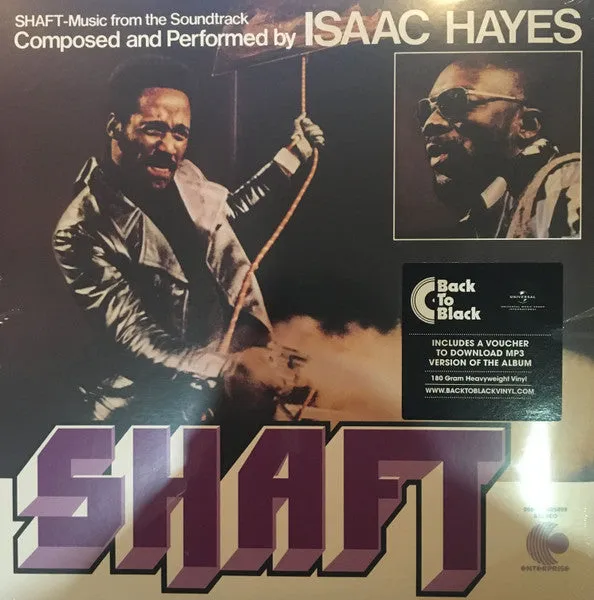 SHAFT-Music from the Soundtrack
Composed and Performed by ISAAC HAYES
Back
To
Black
UNIVERSAL
INCLUDES A VOUCHER
TO DOWNLOAD MP3
VERSION OF THE ALBUM
180 Gram Heavyweight Vinyl
WWW.BACKTOBLACKVINYL.COM
SHAFT
STEREO
ENTERPRISE